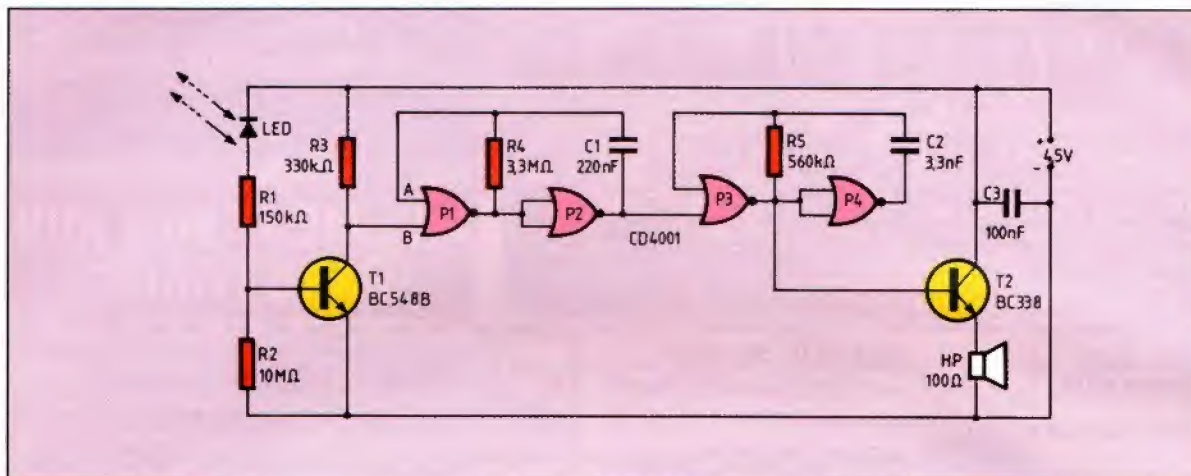 LED
R1
150kΩ
R2
10MΩ
R3
330kΩ
T1
BC548B
A
B
P1
R4
3,3MΩ
P2
C1
220nF
CD4001
P3
R5
560kΩ
P4
C2
3,3nF
C3
100nF
+
4,5V
-
T2
BC338
HP
100Ω